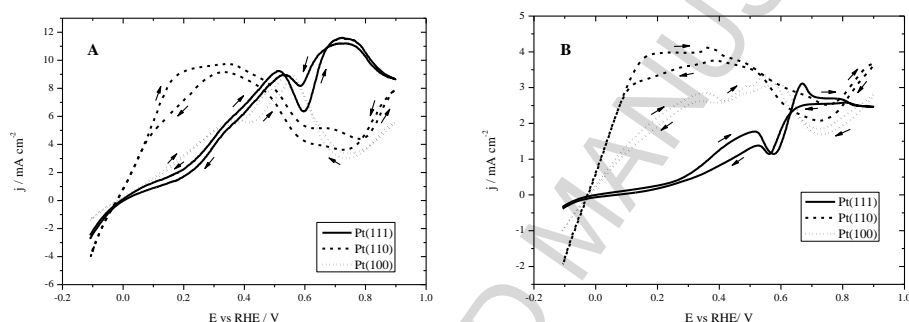 A
j / mA cm⁻²
12
10
8
6
4
2
0
-2
-4
-6
-0.2 0.0 0.2 0.4 0.6 0.8 1.0
E vs RHE/ V
Pt(111)
Pt(110)
Pt(100)
B
j / mA cm⁻²
5
4
3
2
1
0
-1
-2
-0.2 0.0 0.2 0.4 0.6 0.8 1.0
E vs RHE/ V
Pt(111)
Pt(110)
Pt(100)
D MANUS